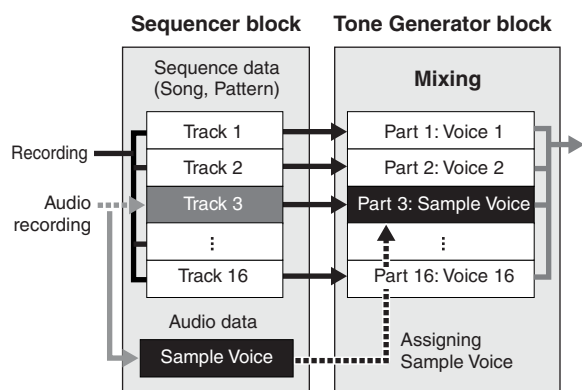 Sequencer block
Tone Generator block
Sequence data
(Song, Pattern)
Mixing
Recording
Audio
recording
Track 1
Track 2
Track 3
⋮
Track 16
Part 1: Voice 1
Part 2: Voice 2
Part 3: Sample Voice
⋮
Part 16: Voice 16
Audio data
Sample Voice
Assigning
Sample Voice